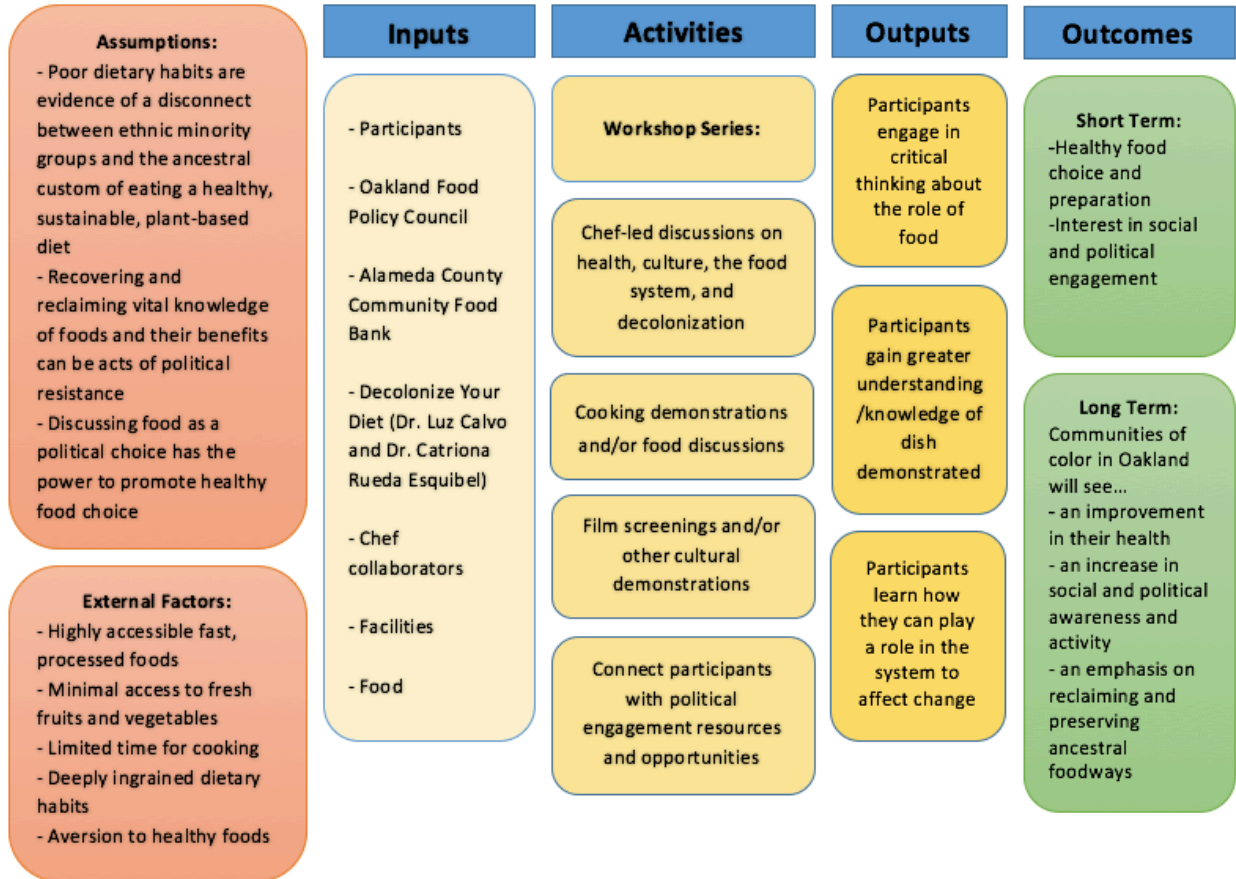 Assumptions:
- Poor dietary habits are
evidence of a disconnect
between ethnic minority
groups and the ancestral
custom of eating a healthy,
sustainable, plant-based
diet
- Recovering and
reclaiming vital knowledge
of foods and their benefits
can be acts of political
resistance
- Discussing food as a
political choice has the
power to promote healthy
food choice
External Factors:
- Highly accessible fast,
processed foods
- Minimal access to fresh
fruits and vegetables
- Limited time for cooking
- Deeply ingrained dietary
habits
- Aversion to healthy foods
Inputs
- Participants
- Oakland Food
Policy Council
- Alameda County
Community Food
Bank
- Decolonize Your
Diet (Dr. Luz Calvo
and Dr. Catriona
Rueda Esquibel)
- Chef
collaborators
- Facilities
- Food
Activities
Workshop Series:
Chef-led discussions on
health, culture, the food
system, and
decolonization
Cooking demonstrations
and/or food discussions
Film screenings and/or
other cultural
demonstrations
Connect participants
with political
engagement resources
and opportunities
Outputs
Participants
engage in
critical
thinking about
the role of
food
Participants
gain greater
understanding
/knowledge of
dish
demonstrated
Participants
learn how
they can play
a role in the
system to
affect change
Outcomes
Short Term:
-Healthy food
choice and
preparation
-Interest in social
and political
engagement
Long Term:
Communities of
color in Oakland
will see…
- an improvement
in their health
- an increase in
social and political
awareness and
activity
- an emphasis on
reclaiming and
preserving
ancestral
foodways